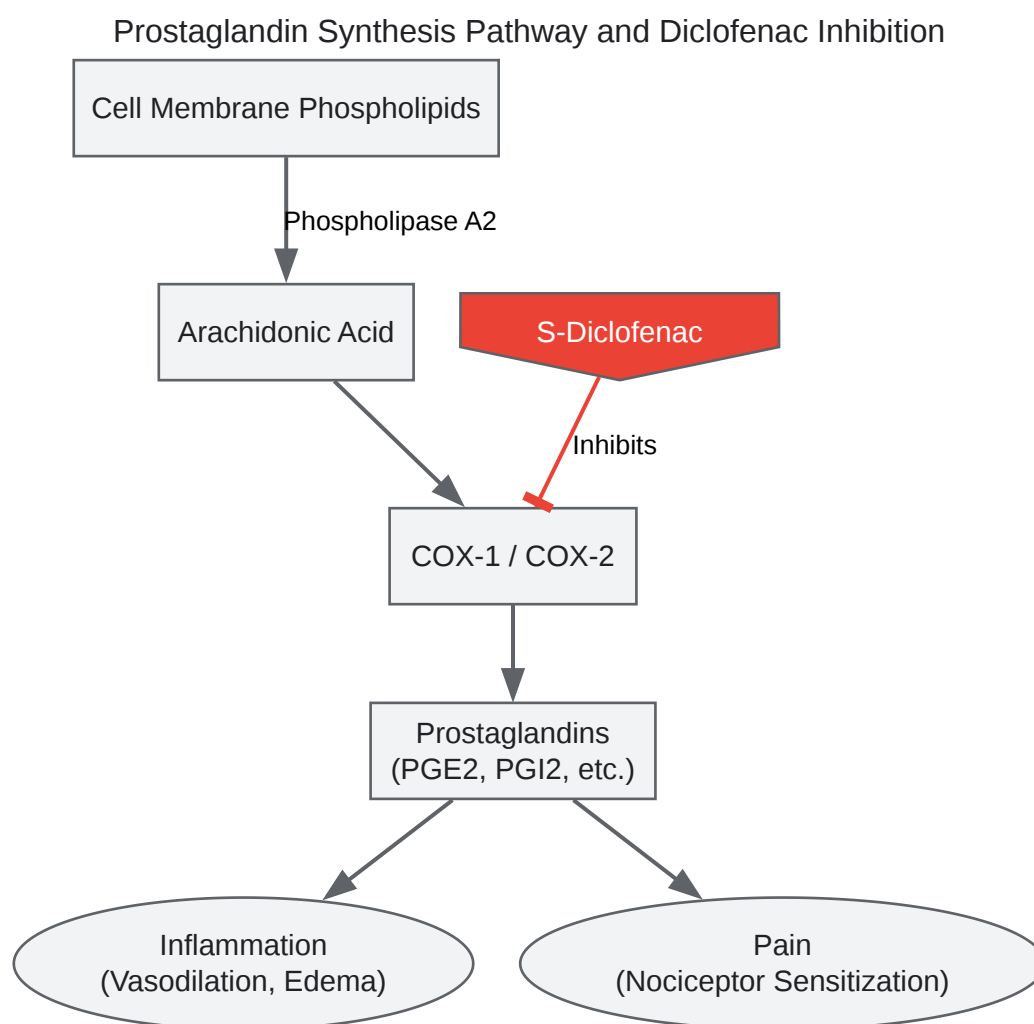 Prostaglandin Synthesis Pathway and Diclofenac Inhibition
Cell Membrane Phospholipids
Phospholipase A2
Arachidonic Acid
S-Diclofenac
Inhibits
COX-1 / COX-2
Prostaglandins
(PGE2, PGI2, etc.)
Inflammation
(Vasodilation, Edema)
Pain
(Nociceptor Sensitization)